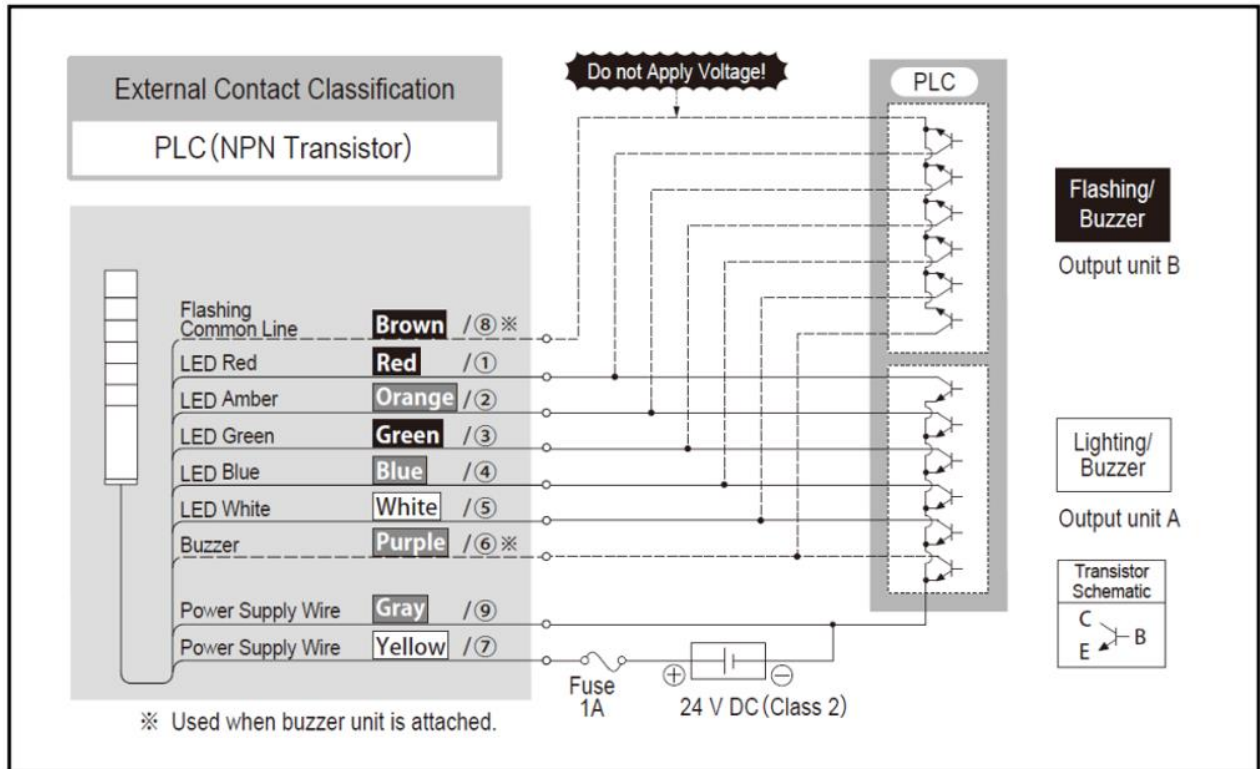 External Contact Classification
PLC(NPN Transistor)
Do not Apply Voltage!
PLC
Flashing/
Buzzer
Output unit B
Flashing
Common Line Brown /⑧※
LED Red Red /①
LED Amber Orange /②
LED Green Green /③
LED Blue Blue /④
LED White White /⑤
Buzzer Purple /⑥※
Power Supply Wire Gray /⑨
Power Supply Wire Yellow /⑦
Lighting/
Buzzer
Output unit A
Transistor
Schematic
C
B
E
+ −
Fuse
1A
24 V DC(Class 2)
※ Used when buzzer unit is attached.